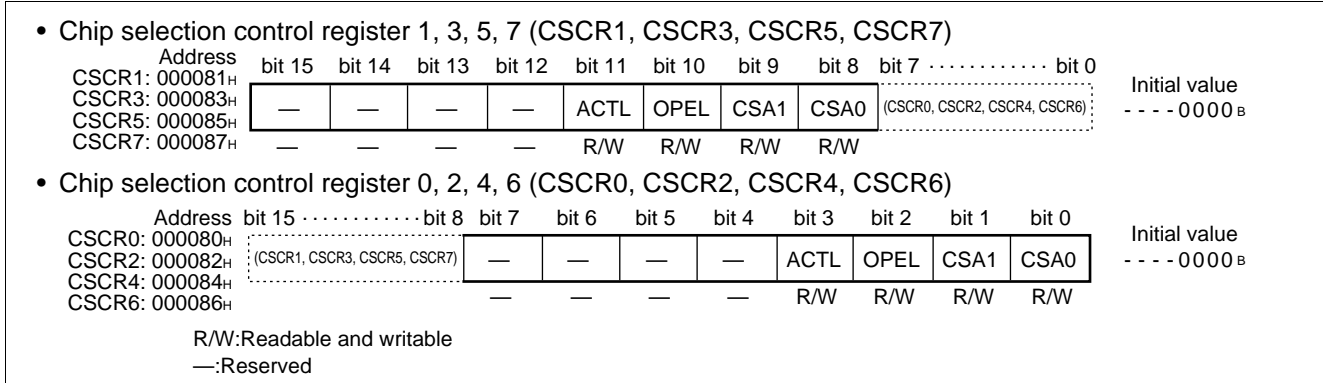 • Chip selection control register 1, 3, 5, 7 (CSCR1, CSCR3, CSCR5, CSCR7)
Address bit 15 bit 14 bit 13 bit 12 bit 11 bit 10 bit 9 bit 8 bit 7 ············ bit 0
CSCR1: 000081H
CSCR3: 000083H
CSCR5: 000085H
CSCR7: 000087H
— — — — ACTL OPEL CSA1 CSA0 (CSCR0, CSCR2, CSCR4, CSCR6)
— — — — R/W R/W R/W R/W
Initial value
- - - - 0000 B
• Chip selection control register 0, 2, 4, 6 (CSCR0, CSCR2, CSCR4, CSCR6)
Address bit 15 ············ bit 8 bit 7 bit 6 bit 5 bit 4 bit 3 bit 2 bit 1 bit 0
CSCR0: 000080H
CSCR2: 000082H
CSCR4: 000084H
CSCR6: 000086H
(CSCR1, CSCR3, CSCR5, CSCR7) — — — — ACTL OPEL CSA1 CSA0
— — — — R/W R/W R/W R/W
Initial value
- - - - 0000 B
R/W:Readable and writable
—:Reserved